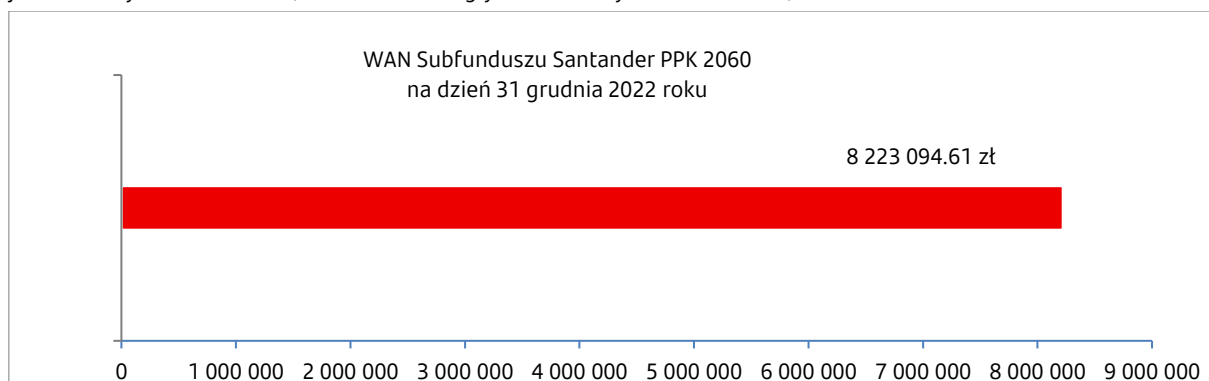 WAN Subfunduszu Santander PPK 2060
na dzień 31 grudnia 2022 roku
8 223 094.61 zł
0 1 000 000 2 000 000 3 000 000 4 000 000 5 000 000 6 000 000 7 000 000 8 000 000 9 000 000